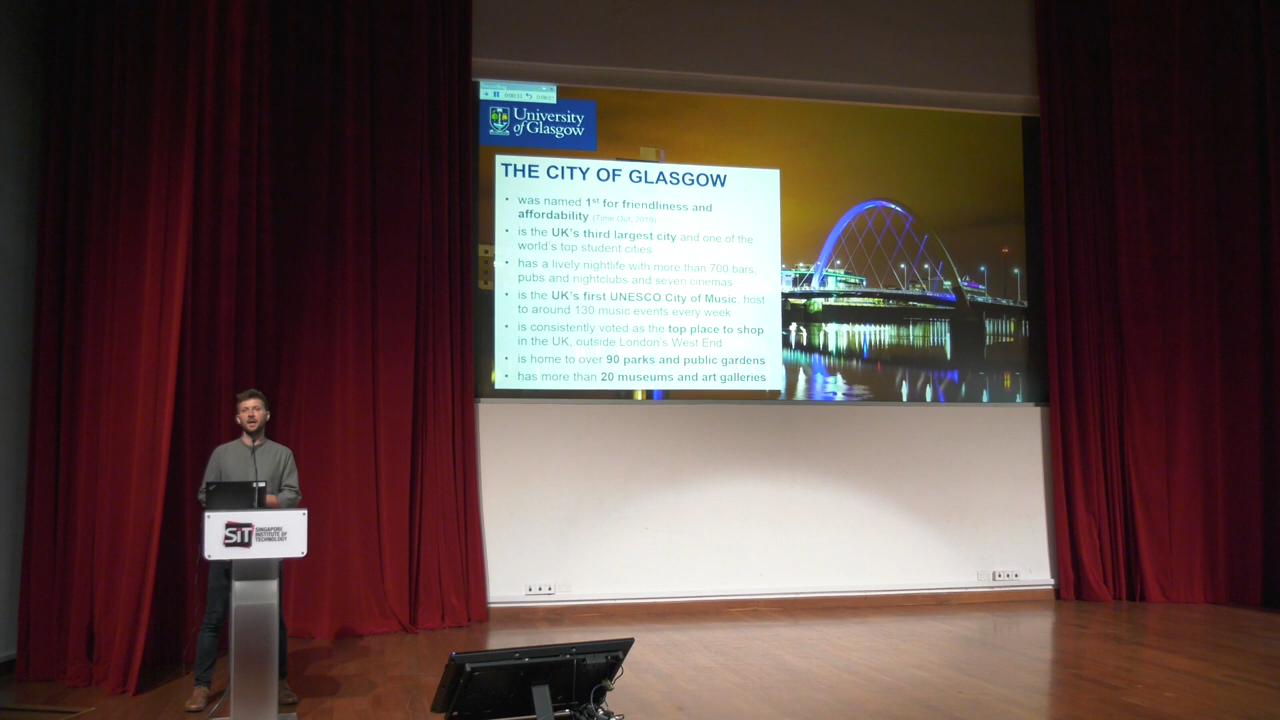 University
of Glasgow
THE CITY OF GLASGOW
• was named 1st for friendliness and
affordability (Time Out, 2019)
• is the UK's third largest city and one of the
world's top student cities
• has a lively nightlife with more than 700 bars,
pubs and nightclubs and seven cinemas
• is the UK's first UNESCO City of Music, host
to around 130 music events every week
• is consistently voted as the top place to shop
in the UK, outside London's West End
• is home to over 90 parks and public gardens
• has more than 20 museums and art galleries
SiT
SINGAPORE
INSTITUTE OF
TECHNOLOGY